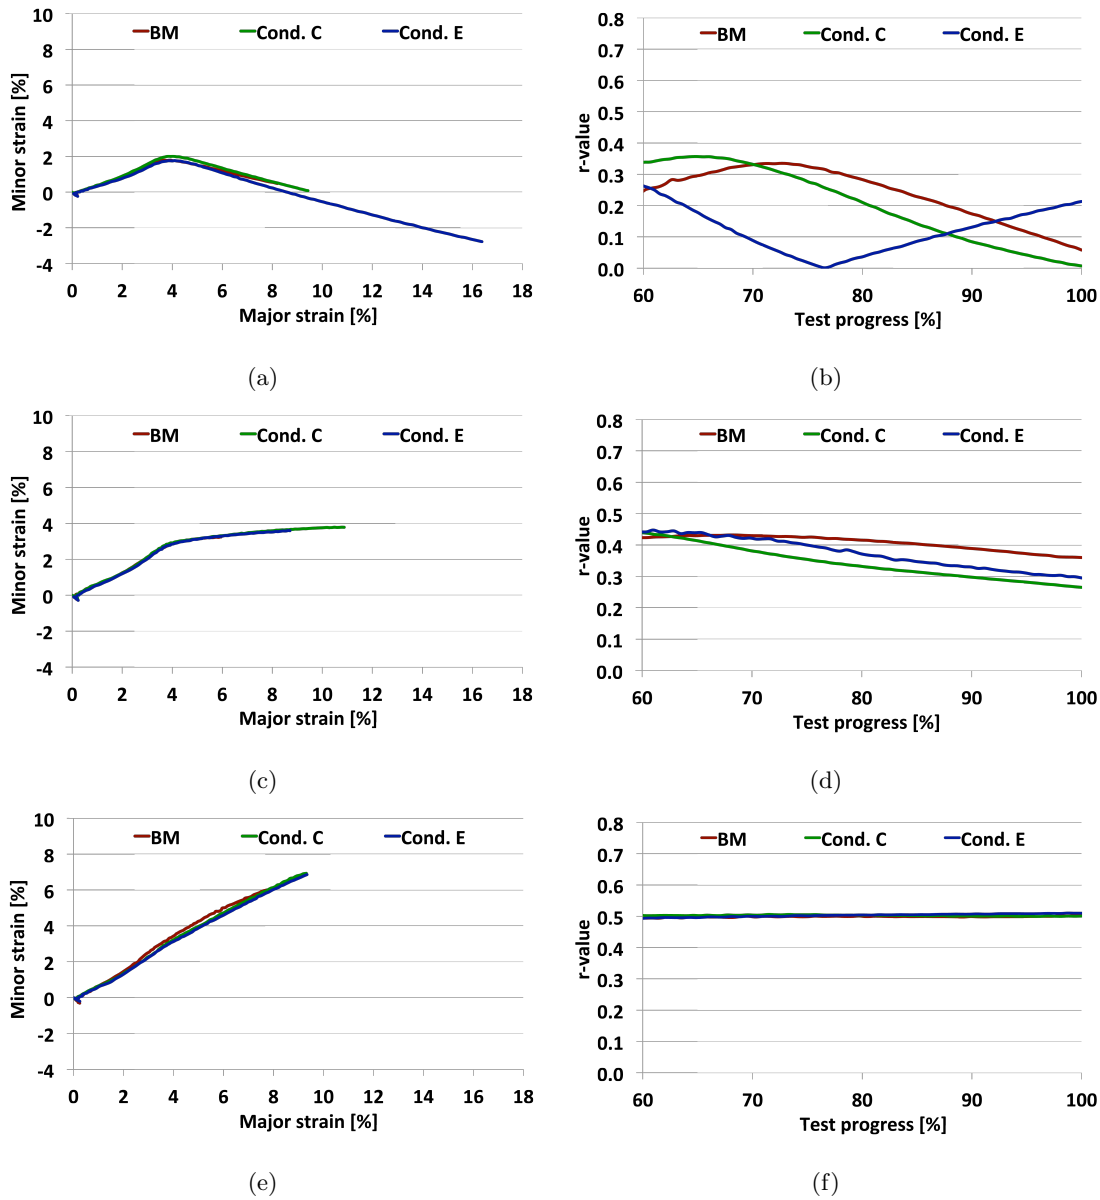 10
8
6
4
2
0
-2
-4
Minor strain [%]
BM Cond. C Cond. E
0 2 4 6 8 10 12 14 16 18
Major strain [%]
(a)
0.8
0.7
0.6
0.5
0.4
0.3
0.2
0.1
0.0
r-value
BM Cond. C Cond. E
60 70 80 90 100
Test progress [%]
(b)
10
8
6
4
2
0
-2
-4
Minor strain [%]
BM Cond. C Cond. E
0 2 4 6 8 10 12 14 16 18
Major strain [%]
(c)
0.8
0.7
0.6
0.5
0.4
0.3
0.2
0.1
0.0
r-value
BM Cond. C Cond. E
60 70 80 90 100
Test progress [%]
(d)
10
8
6
4
2
0
-2
-4
Minor strain [%]
BM Cond. C Cond. E
0 2 4 6 8 10 12 14 16 18
Major strain [%]
(e)
0.8
0.7
0.6
0.5
0.4
0.3
0.2
0.1
0.0
r-value
BM Cond. C Cond. E
60 70 80 90 100
Test progress [%]
(f)